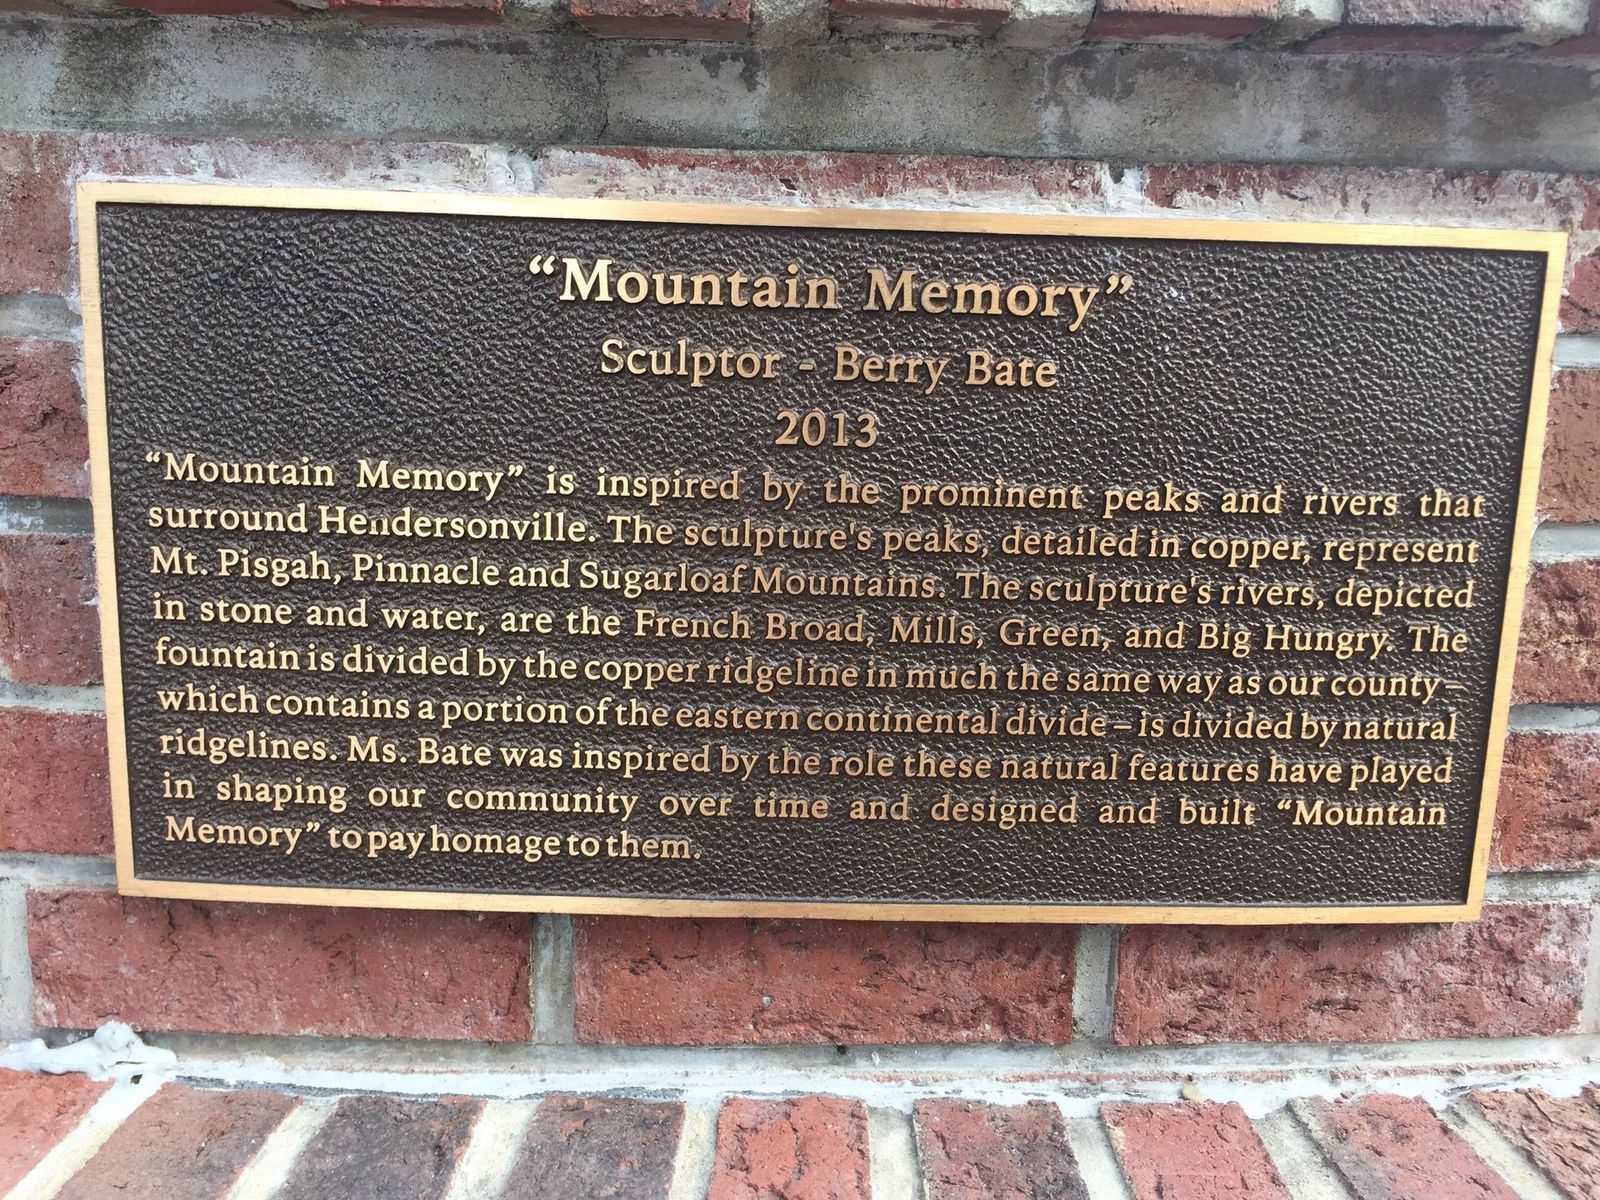 “Mountain Memory”
Sculptor - Berry Bate
2013
“Mountain Memory” is inspired by the prominent peaks and rivers that
surround Hendersonville. The sculpture's peaks, detailed in copper, represent
Mt. Pisgah, Pinnacle and Sugarloaf Mountains. The sculpture's rivers, depicted
in stone and water, are the French Broad, Mills, Green, and Big Hungry. The
fountain is divided by the copper ridgeline in much the same way as our county–
which contains a portion of the eastern continental divide – is divided by natural
ridgelines. Ms. Bate was inspired by the role these natural features have played
in shaping our community over time and designed and built “Mountain
Memory” to pay homage to them.